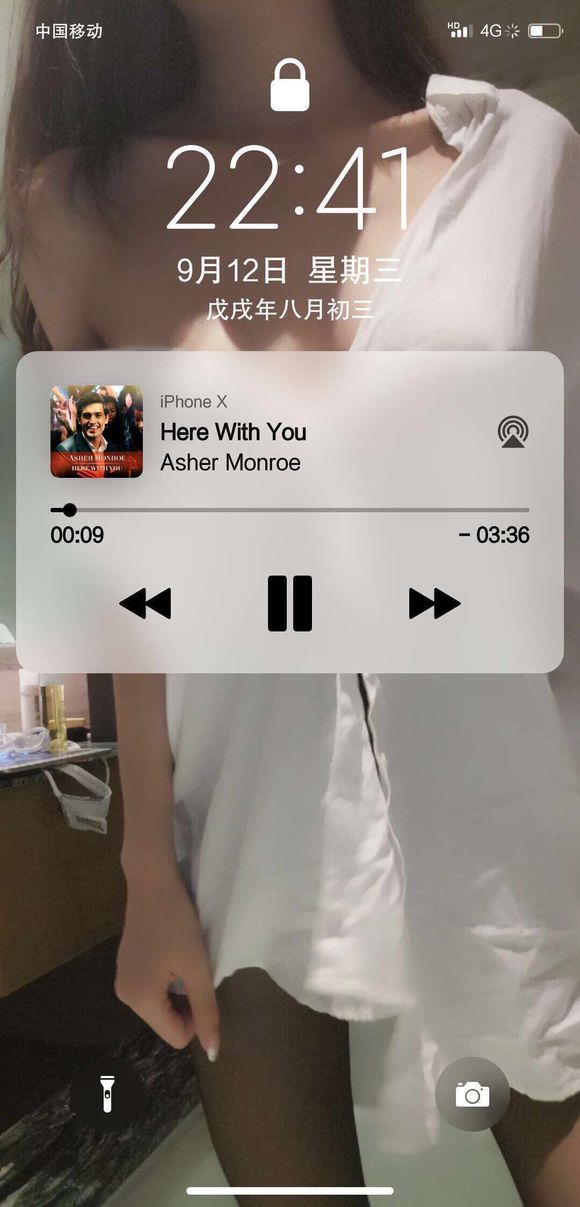 中国移动
HD 4G
22:41
9月12日 星期三
戊戌年八月初三
iPhone X
Here With You
Asher Monroe
ASHER MONROE
HERE WITH YOU
00:09
- 03:36